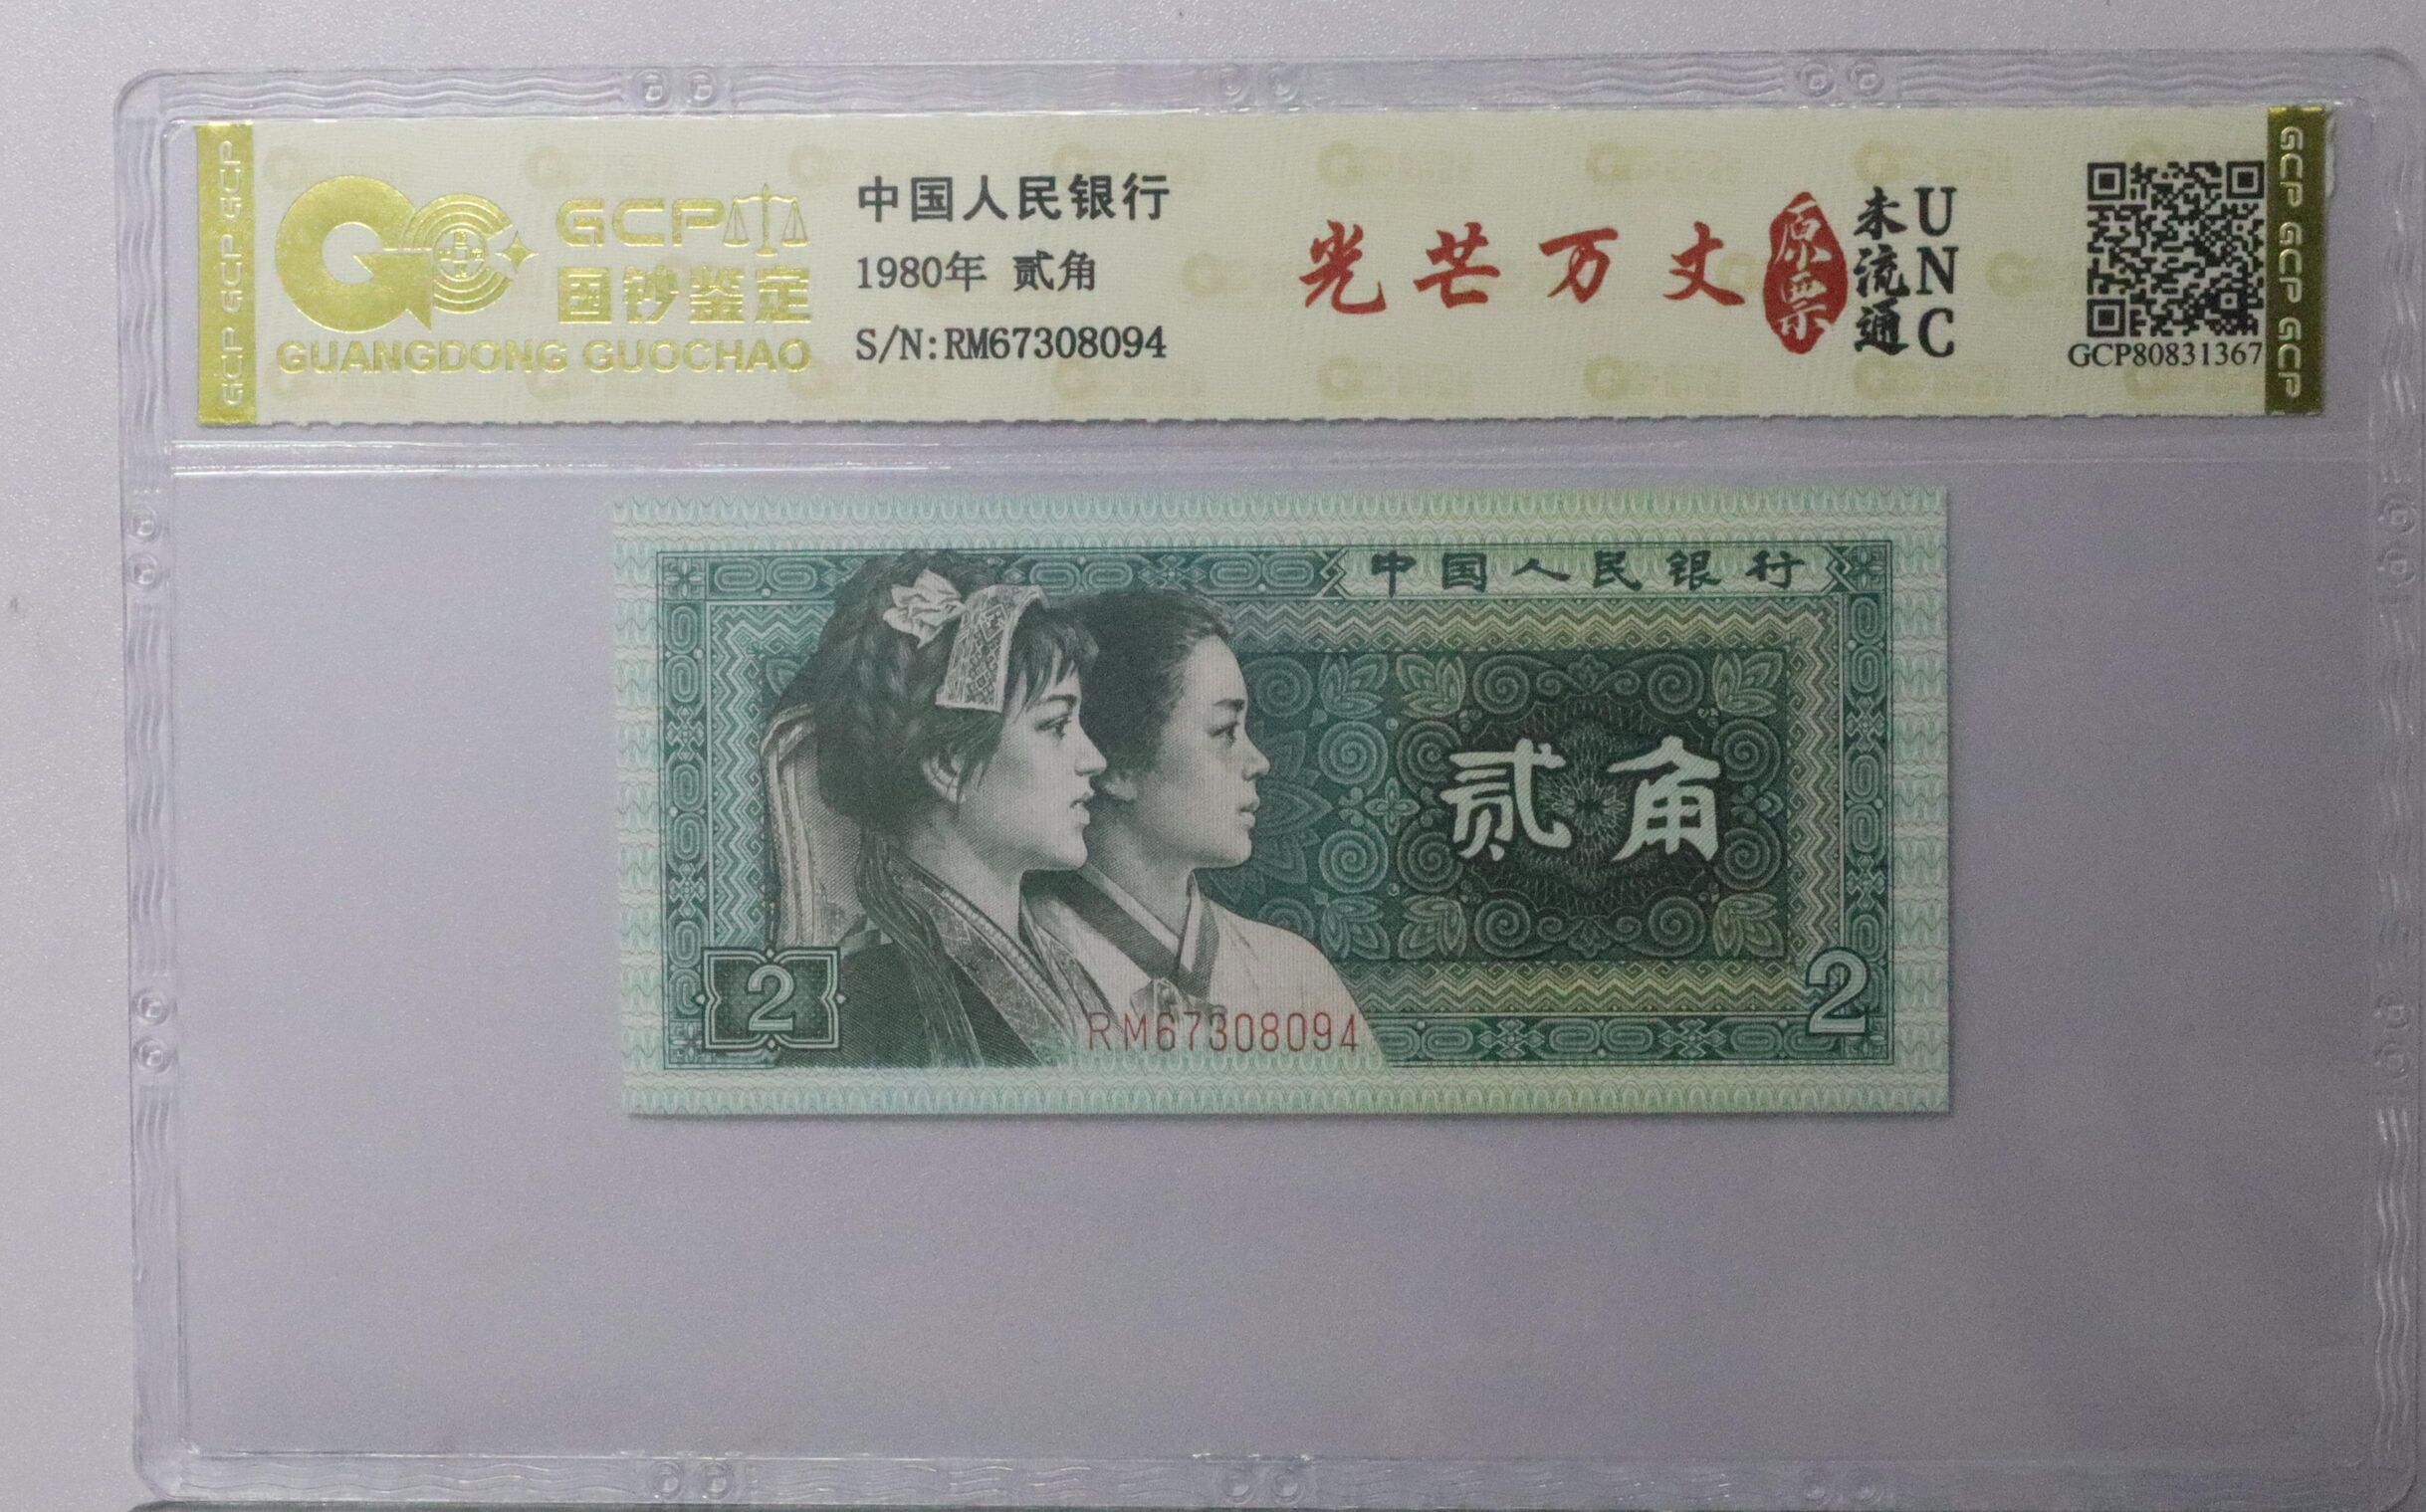 GCP GCP GCP
GCP
国钞鉴定
GUANGDONG GUOCHAO
中国人民银行
1980年 贰角
S/N:RM67308094
光芒万丈
原票
未流通
UNC
GCP80831367
GCP GCP GCP
中国人民银行
贰角
2
RM67308094
2